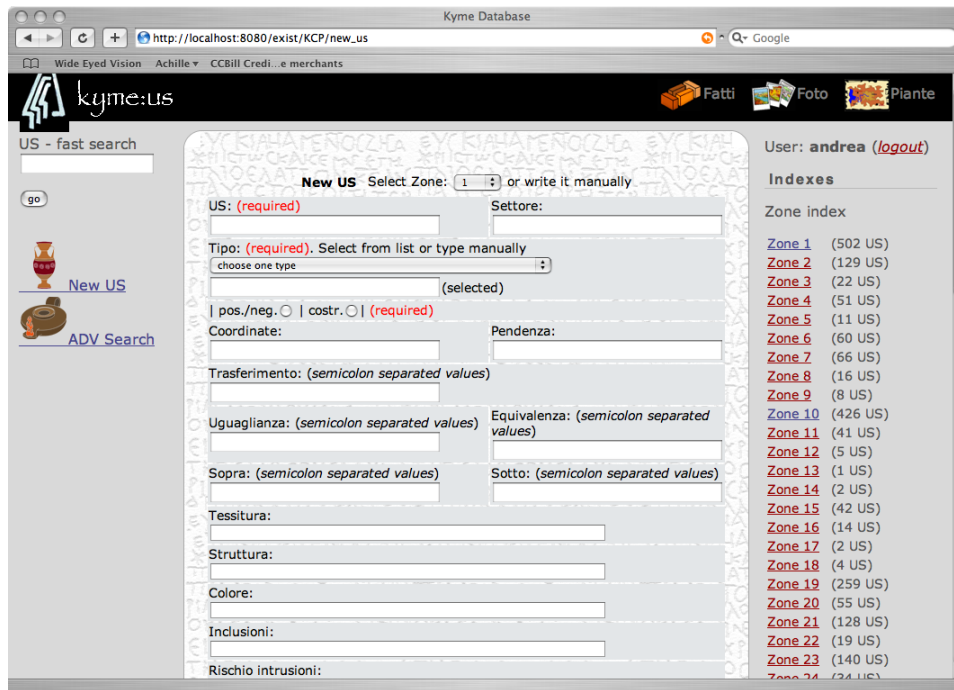 Kyme Database
http://localhost:8080/exist/KCP/new_us
Google
Wide Eyed Vision Achille CCBill Credi...e merchants
kyme:us
Fatti Foto Piante
US - fast search
go
New US
ADV Search
New US Select Zone: 1 or write it manually
US: (required) Settore:
Tipo: (required). Select from list or type manually
choose one type
(selected)
| pos./neg. | costr. | (required)
Coordinate: Pendenza:
Trasferimento: (semicolon separated values)
Uguaglianza: (semicolon separated values) Equivalenza: (semicolon separated
values)
Sopra: (semicolon separated values) Sotto: (semicolon separated values)
Tessitura:
Struttura:
Colore:
Inclusioni:
Rischio intrusioni:
User: andrea (logout)
Indexes
Zone index
Zone 1 (502 US)
Zone 2 (129 US)
Zone 3 (22 US)
Zone 4 (51 US)
Zone 5 (11 US)
Zone 6 (60 US)
Zone 7 (66 US)
Zone 8 (16 US)
Zone 9 (8 US)
Zone 10 (426 US)
Zone 11 (41 US)
Zone 12 (5 US)
Zone 13 (1 US)
Zone 14 (2 US)
Zone 15 (42 US)
Zone 16 (14 US)
Zone 17 (2 US)
Zone 18 (4 US)
Zone 19 (259 US)
Zone 20 (55 US)
Zone 21 (128 US)
Zone 22 (19 US)
Zone 23 (140 US)
Zone 24 (34 US)